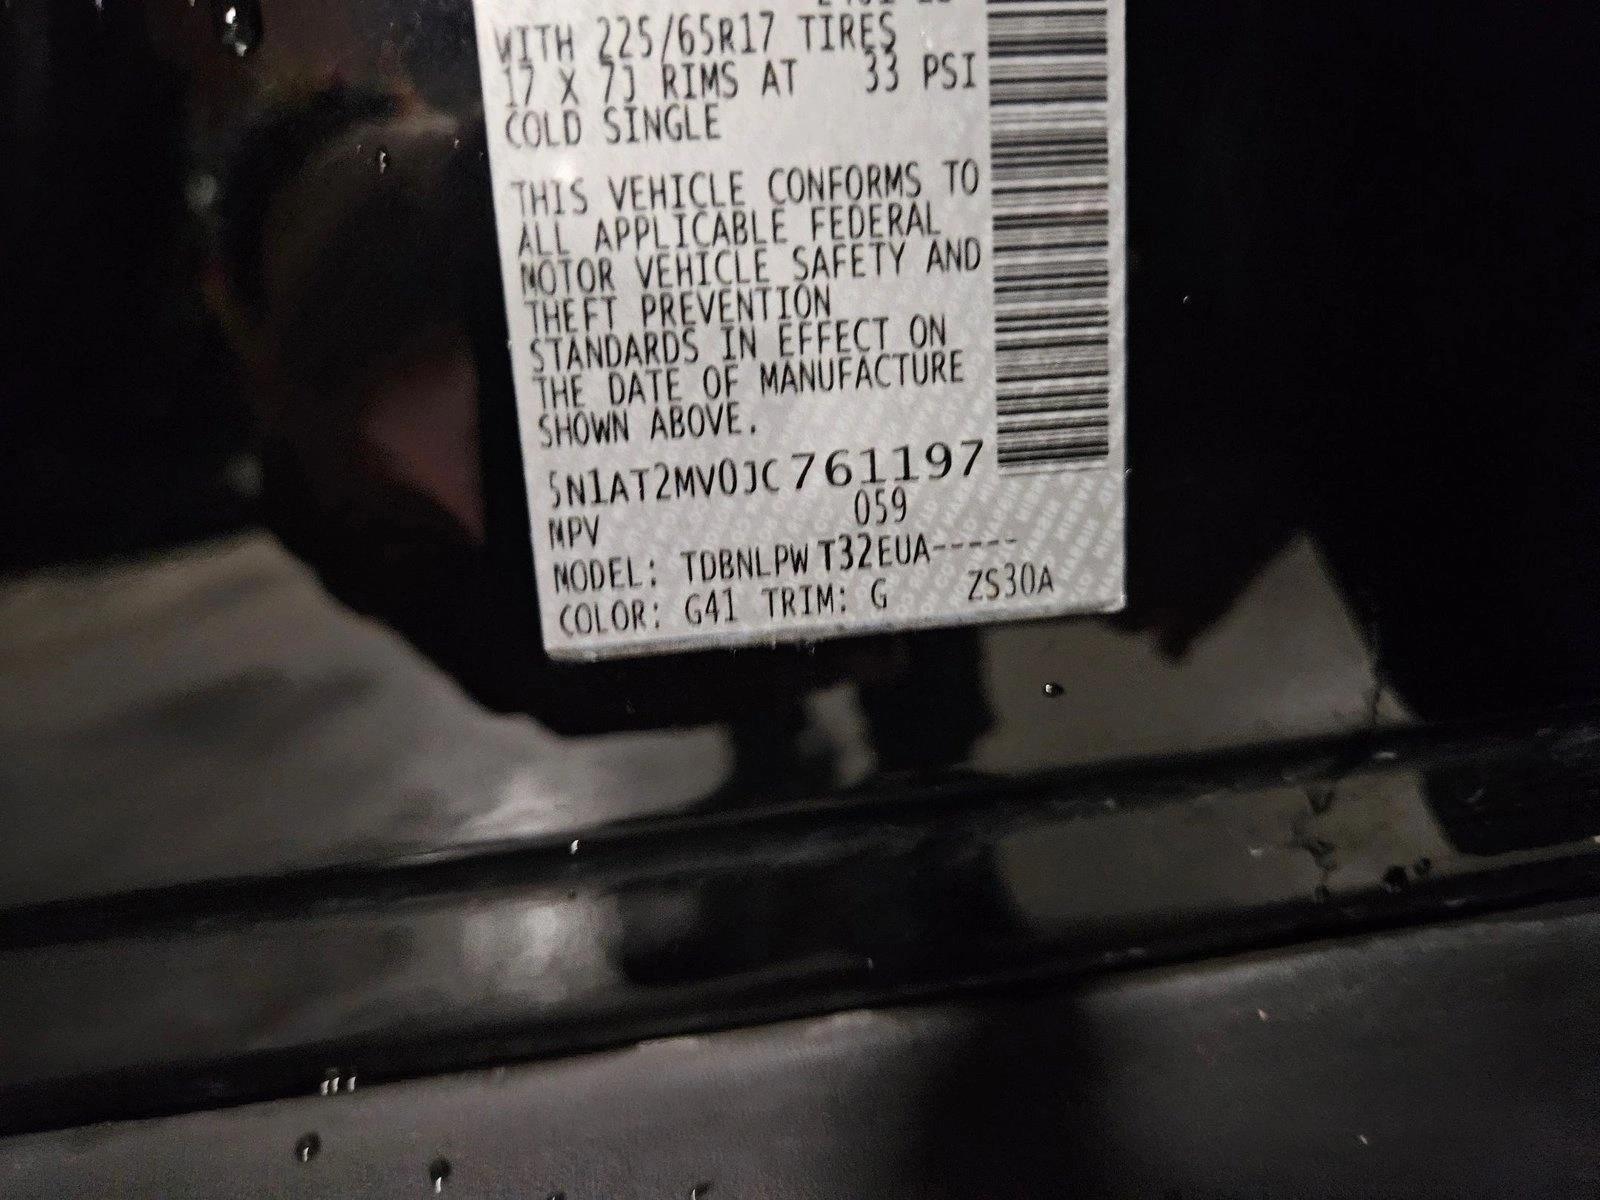 WITH 225/65R17 TIRES
17 X 7J RIMS AT 33 PSI
COLD SINGLE
THIS VEHICLE CONFORMS TO
ALL APPLICABLE FEDERAL
MOTOR VEHICLE SAFETY AND
THEFT PREVENTION
STANDARDS IN EFFECT ON
THE DATE OF MANUFACTURE
SHOWN ABOVE.
5N1AT2MV0JC761197
MPV 059
MODEL: TDBNLPW T32EUA-----
COLOR: G41 TRIM: G ZS30A